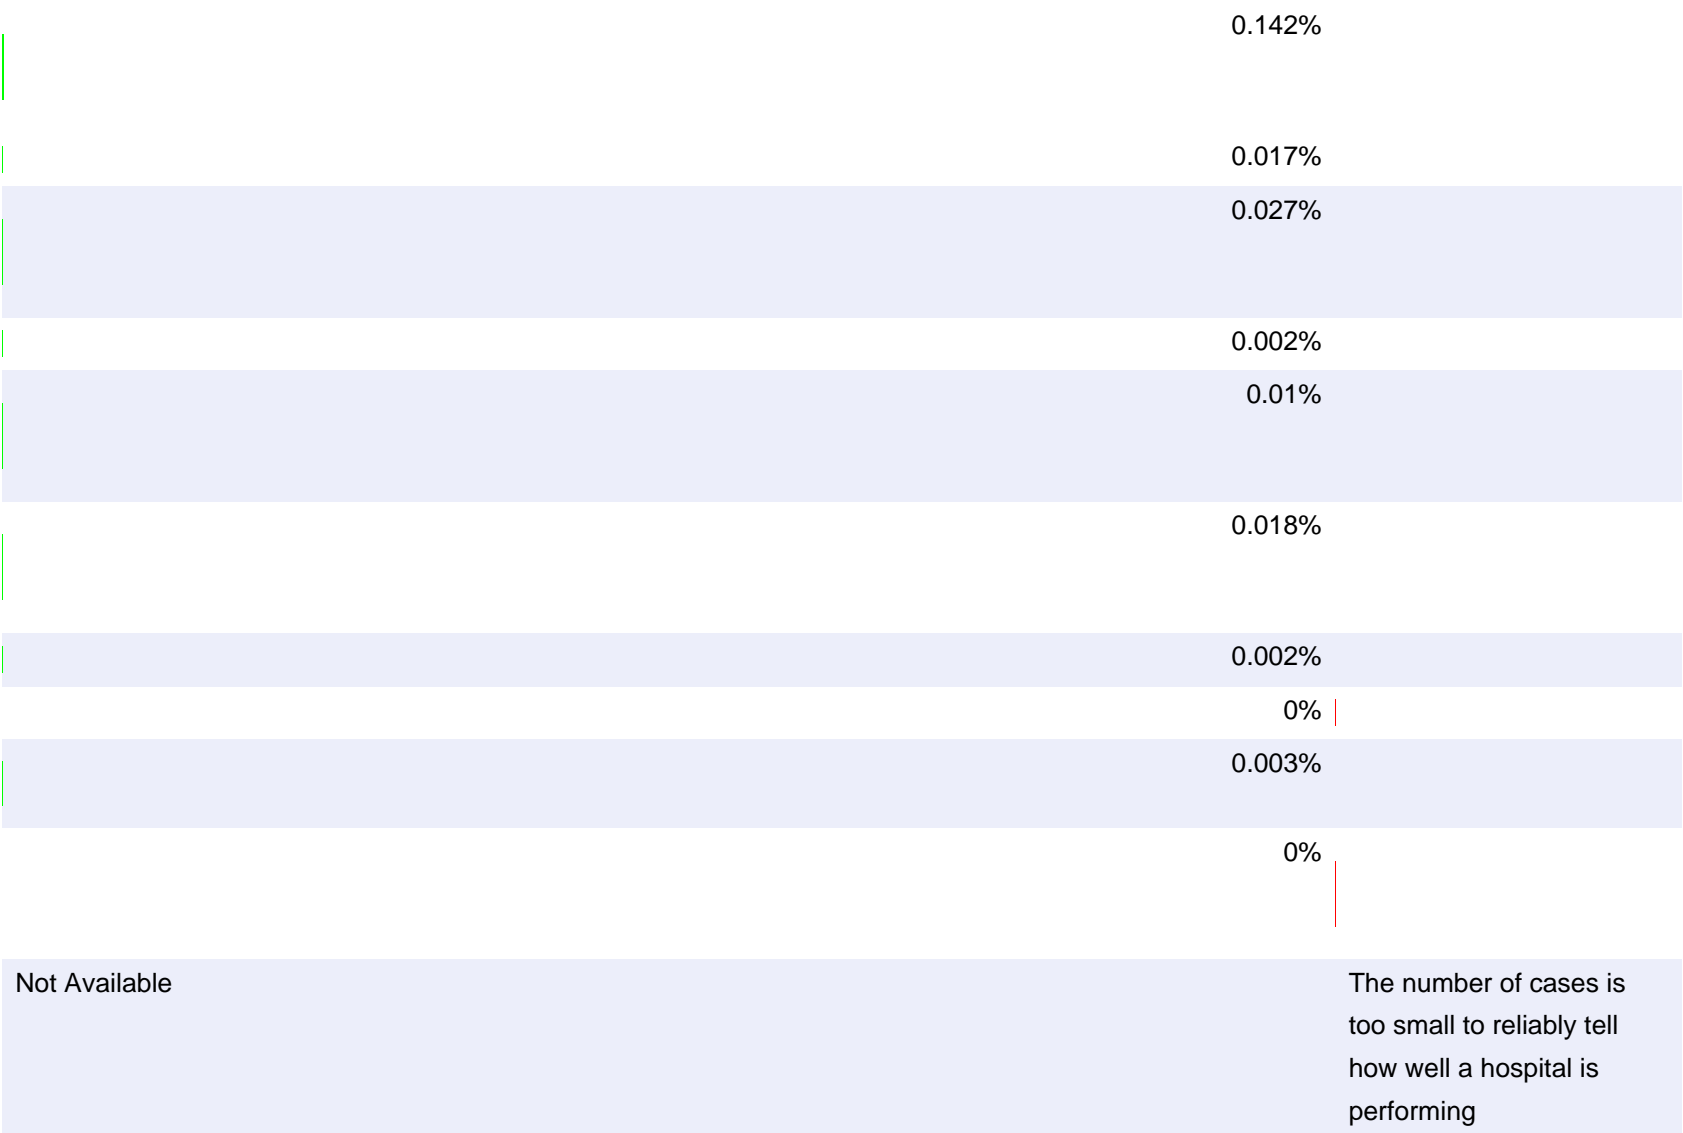 0.142%
0.017%
0.027%
0.002%
0.01%
0.018%
0.002%
0%
0.003%
0%
Not Available
The number of cases is
too small to reliably tell
how well a hospital is
performing